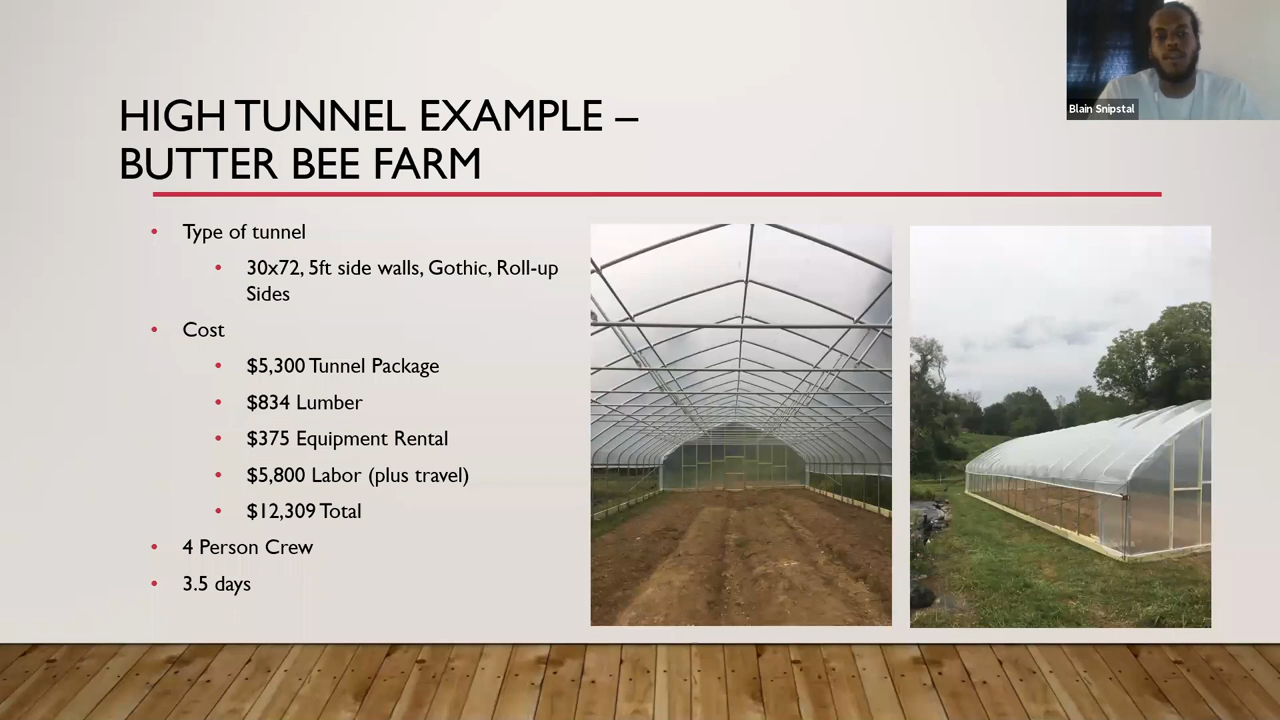 HIGH TUNNEL EXAMPLE –
BUTTER BEE FARM
• Type of tunnel
• 30x72, 5ft side walls, Gothic, Roll-up
Sides
• Cost
• $5,300 Tunnel Package
• $834 Lumber
• $375 Equipment Rental
• $5,800 Labor (plus travel)
• $12,309 Total
• 4 Person Crew
• 3.5 days
Blain Snipstal